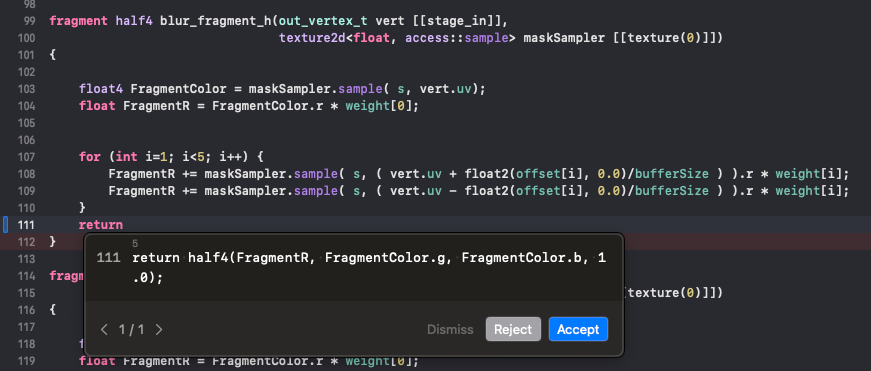 98
99 fragment half4 blur_fragment_h(out_vertex_t vert [[stage_in]],
100 texture2d<float, access::sample> maskSampler [[texture(0)]])
101 {
102
103 float4 FragmentColor = maskSampler.sample( s, vert.uv);
104 float FragmentR = FragmentColor.r * weight[0];
105
106
107 for (int i=1; i<5; i++) {
108 FragmentR += maskSampler.sample( s, ( vert.uv + float2(offset[i], 0.0)/bufferSize ) ).r * weight[i];
109 FragmentR += maskSampler.sample( s, ( vert.uv - float2(offset[i], 0.0)/bufferSize ) ).r * weight[i];
110 }
111 return
112 }
5
111 return half4(FragmentR, FragmentColor.g, FragmentColor.b, 1
.0);
1 / 1
Dismiss Reject Accept
113
114 fragm
115 texture(0)]])
116 {
117
118 f
119 float FragmentR = FragmentColor.r * weight[0];